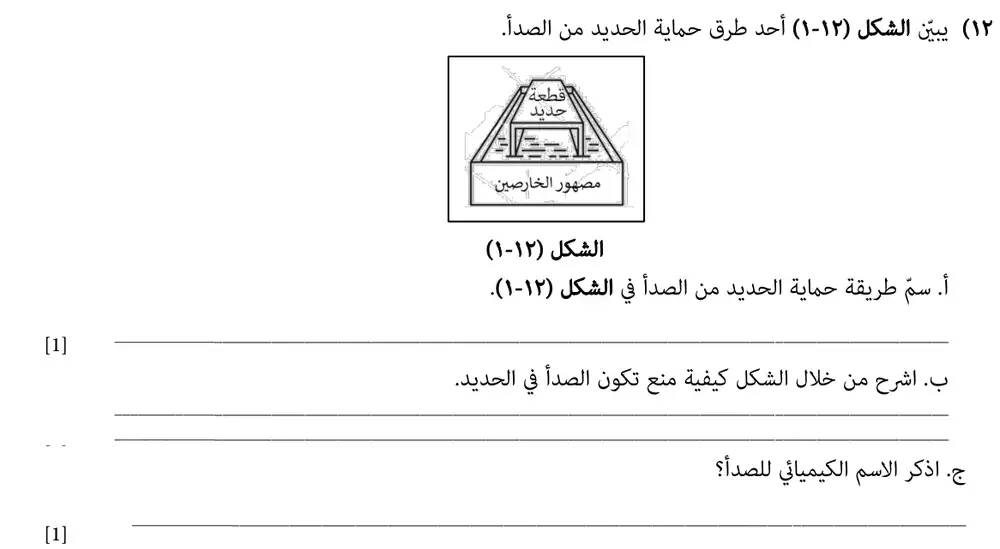 ١٢) يبيّن الشكل (١٢-١) أحد طرق حماية الحديد من الصدأ.
قطعة
حديد
مصهور الخارصين
الشكل (١٢-١)
أ. سمّ طريقة حماية الحديد من الصدأ في الشكل (١٢-١).
[1]
ب. اشرح من خلال الشكل كيفية منع تكون الصدأ في الحديد.
ج. اذكر الاسم الكيميائي للصدأ؟
[1]